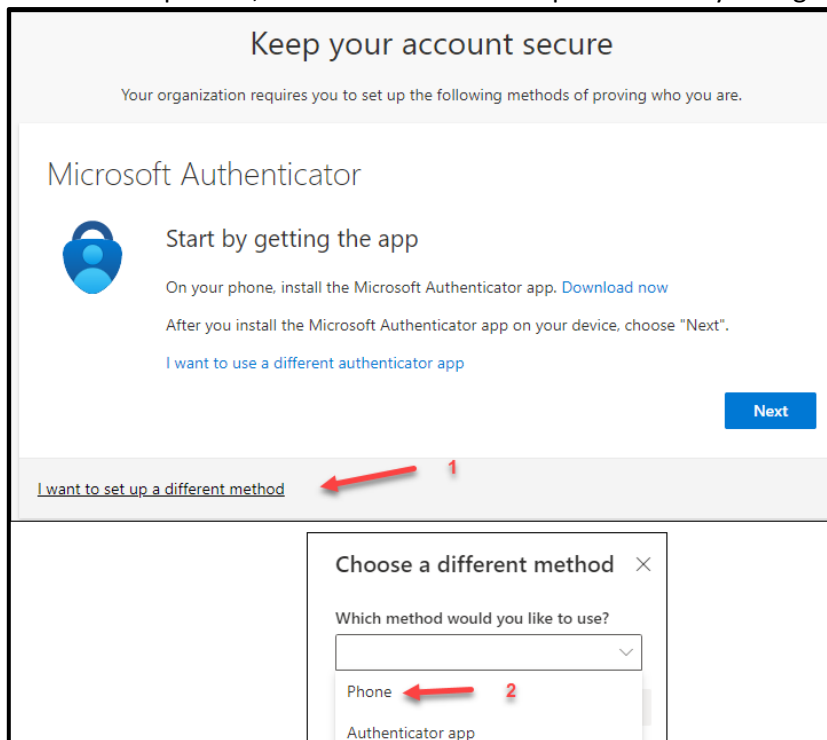 Keep your account secure
Your organization requires you to set up the following methods of proving who you are.
Microsoft Authenticator
Start by getting the app
On your phone, install the Microsoft Authenticator app. Download now
After you install the Microsoft Authenticator app on your device, choose "Next".
I want to use a different authenticator app
Next
I want to set up a different method
1
Choose a different method
Which method would you like to use?
Phone
2
Authenticator app